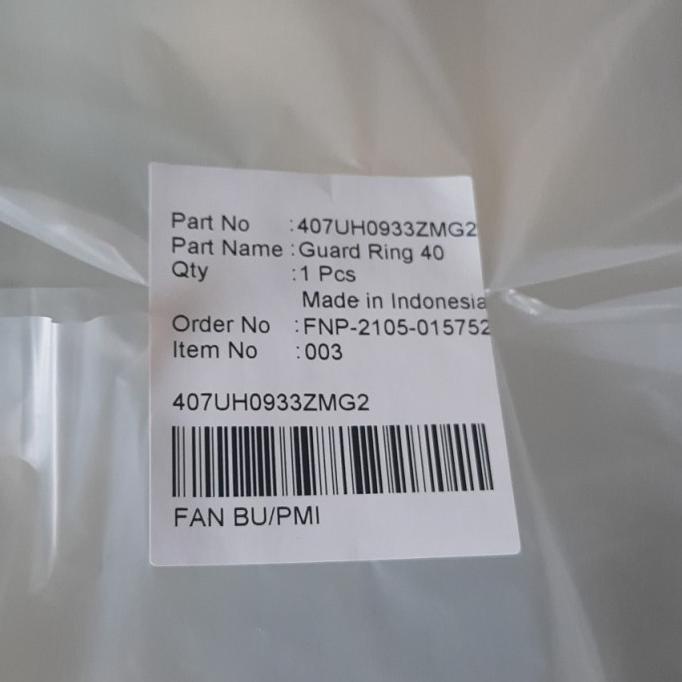 Part No :407UH0933ZMG2
Part Name :Guard Ring 40
Qty :1 Pcs
Made in Indonesia
Order No :FNP-2105-015752
Item No :003
407UH0933ZMG2
FAN BU/PMI